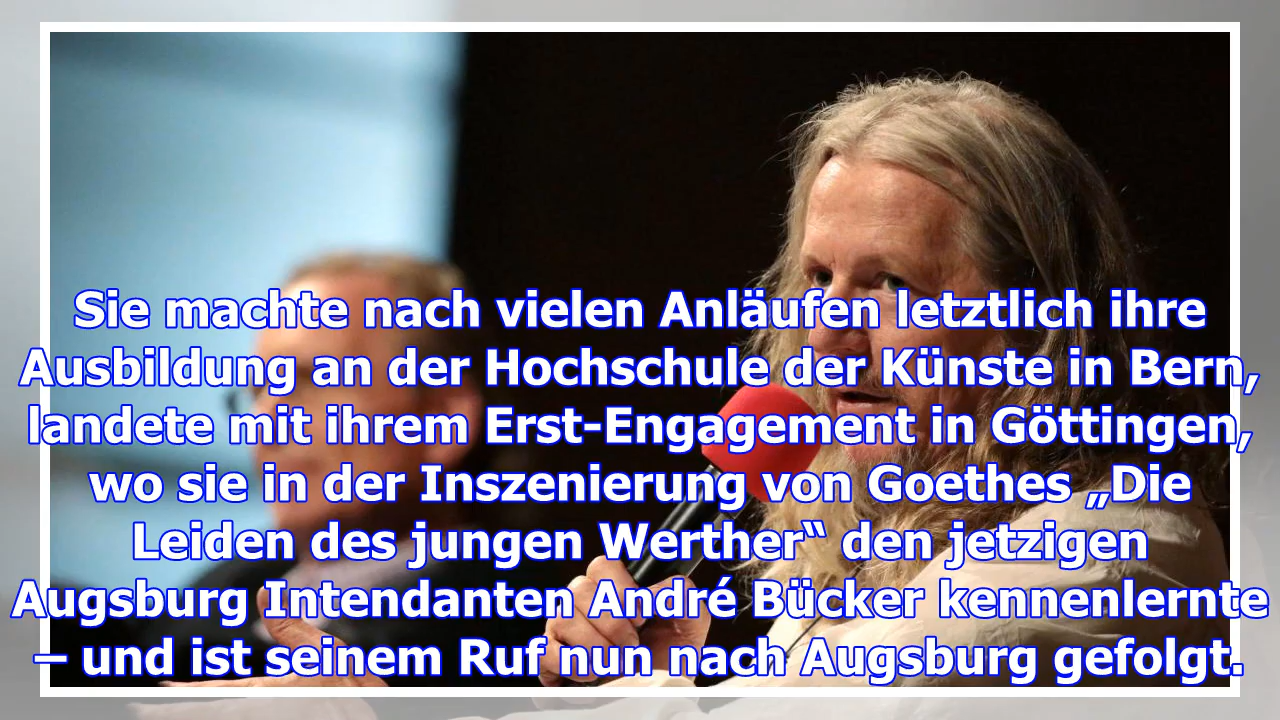 Sie machte nach vielen Anläufen letztlich ihre
Ausbildung an der Hochschule der Künste in Bern,
landete mit ihrem Erst-Engagement in Göttingen,
wo sie in der Inszenierung von Goethes „Die
Leiden des jungen Werther“ den jetzigen
Augsburg Intendanten André Bücker kennenlernte
– und ist seinem Ruf nun nach Augsburg gefolgt.